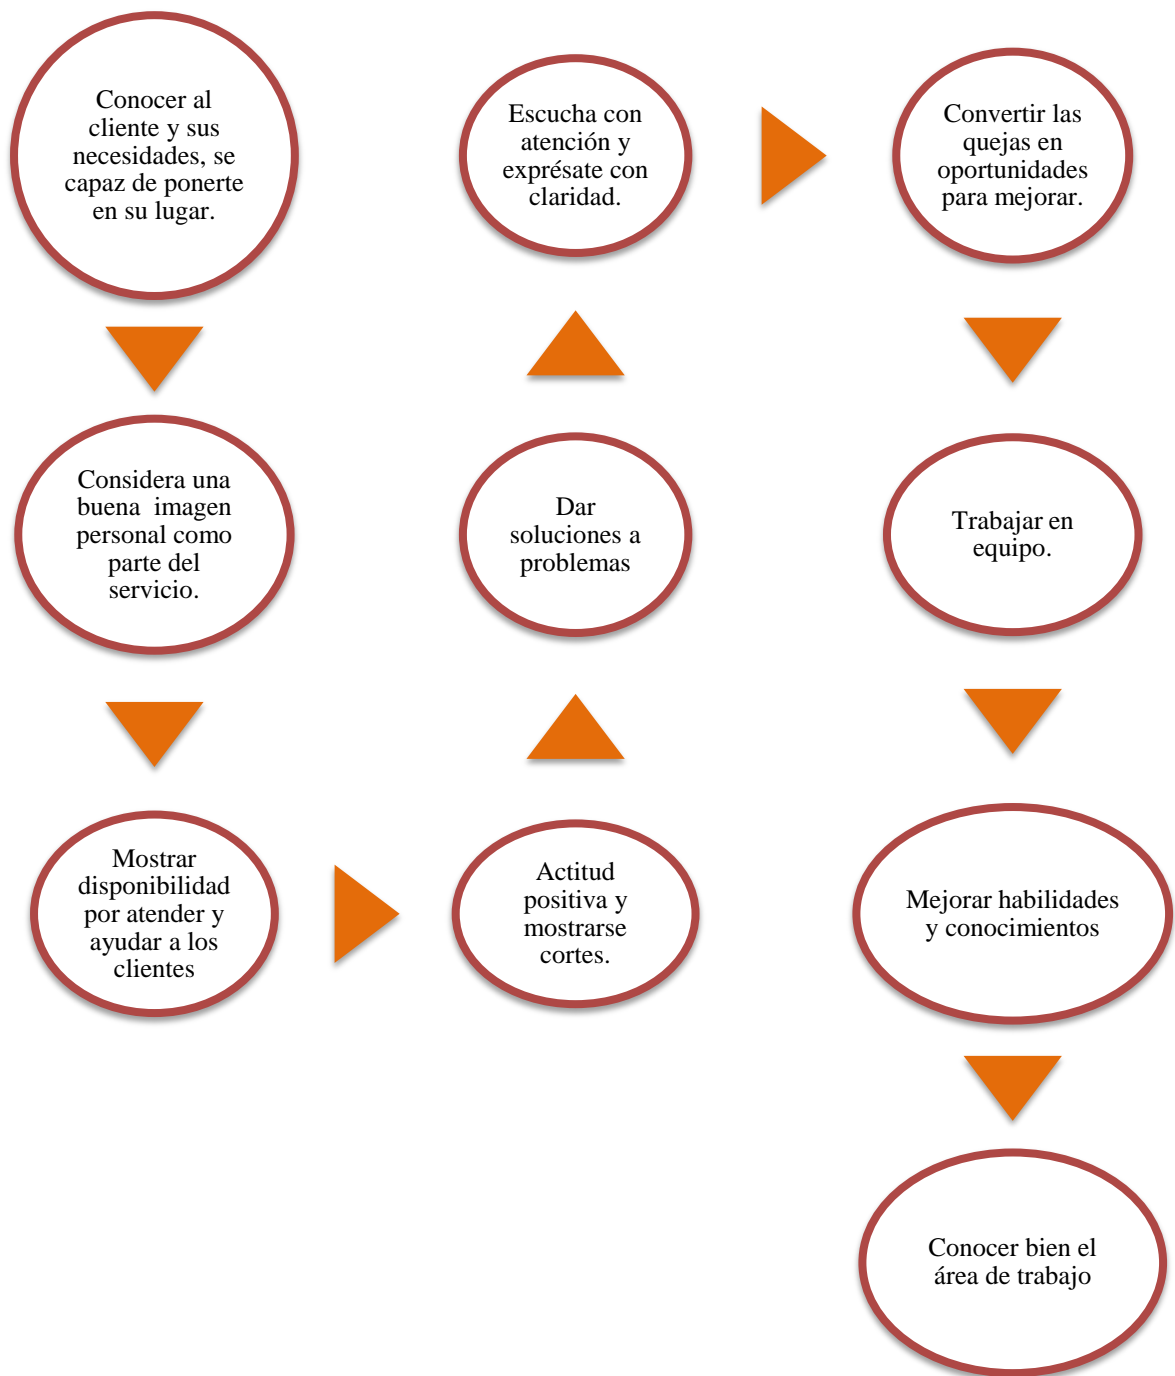 Conocer al
cliente y sus
necesidades, se
capaz de ponerte
en su lugar.
Considera una
buena  imagen
personal como
parte del
servicio.
Mostrar
disponibilidad
por atender y
ayudar a los
clientes
Actitud
positiva y
mostrarse
cortes.
Dar
soluciones a
problemas
Escucha con
atención y
exprésate con
claridad.
Convertir las
quejas en
oportunidades
para mejorar.
Trabajar en
equipo.
Mejorar habilidades
y conocimientos
Conocer bien el
área de trabajo